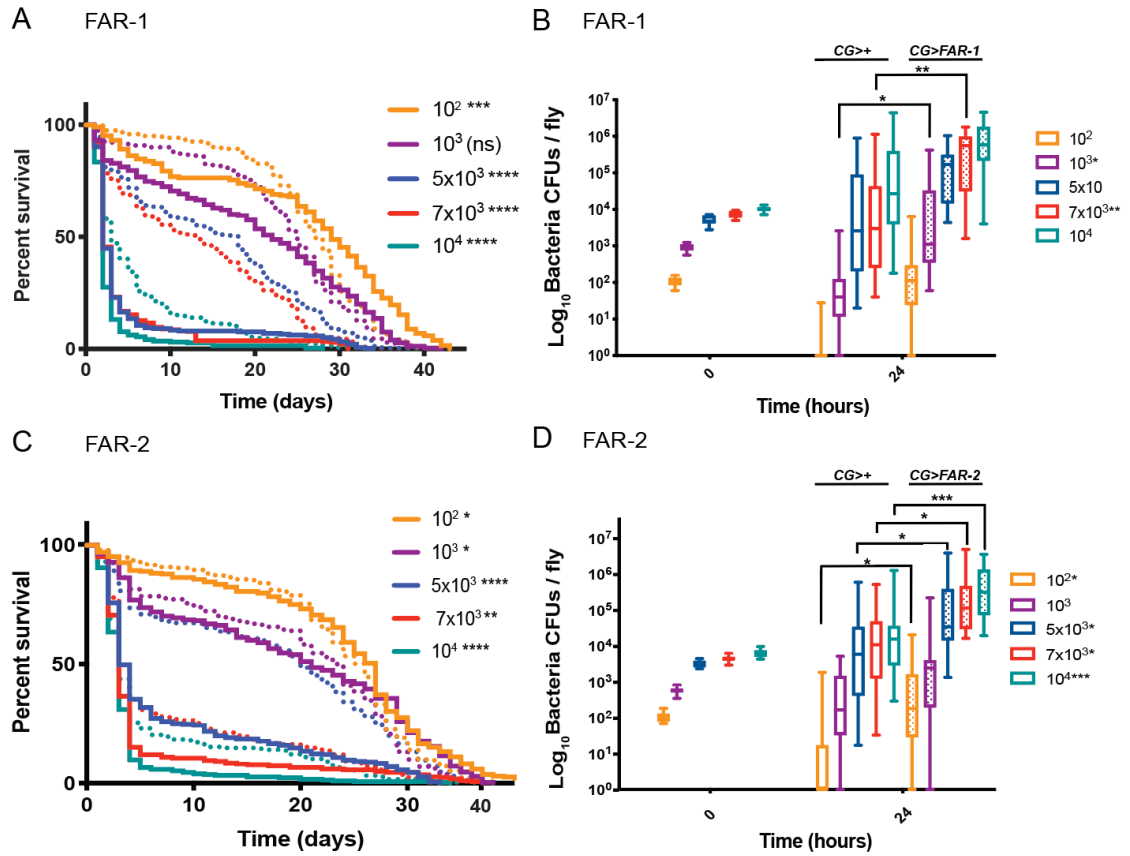 A FAR-1
100
50
0
Percent survival
0 10 20 30 40
Time (days)
10² ***
10³ (ns)
5x10³ ****
7x10³ ****
10⁴ ****
B FAR-1
CG>+ CG>FAR-1
**
*
10⁷
10⁶
10⁵
10⁴
10³
10²
10¹
10⁰
Log₁₀ Bacteria CFUs / fly
0 24
Time (hours)
10²
10³*
5x10
7x10³**
10⁴
C FAR-2
100
50
0
Percent survival
0 10 20 30 40
Time (days)
10² *
10³ *
5x10³ ****
7x10³ **
10⁴ ****
D FAR-2
CG>+ CG>FAR-2
***
*
*
*
10⁷
10⁶
10⁵
10⁴
10³
10²
10¹
10⁰
Log₁₀ Bacteria CFUs / fly
0 24
Time (hours)
10²*
10³
5x10³*
7x10³*
10⁴***